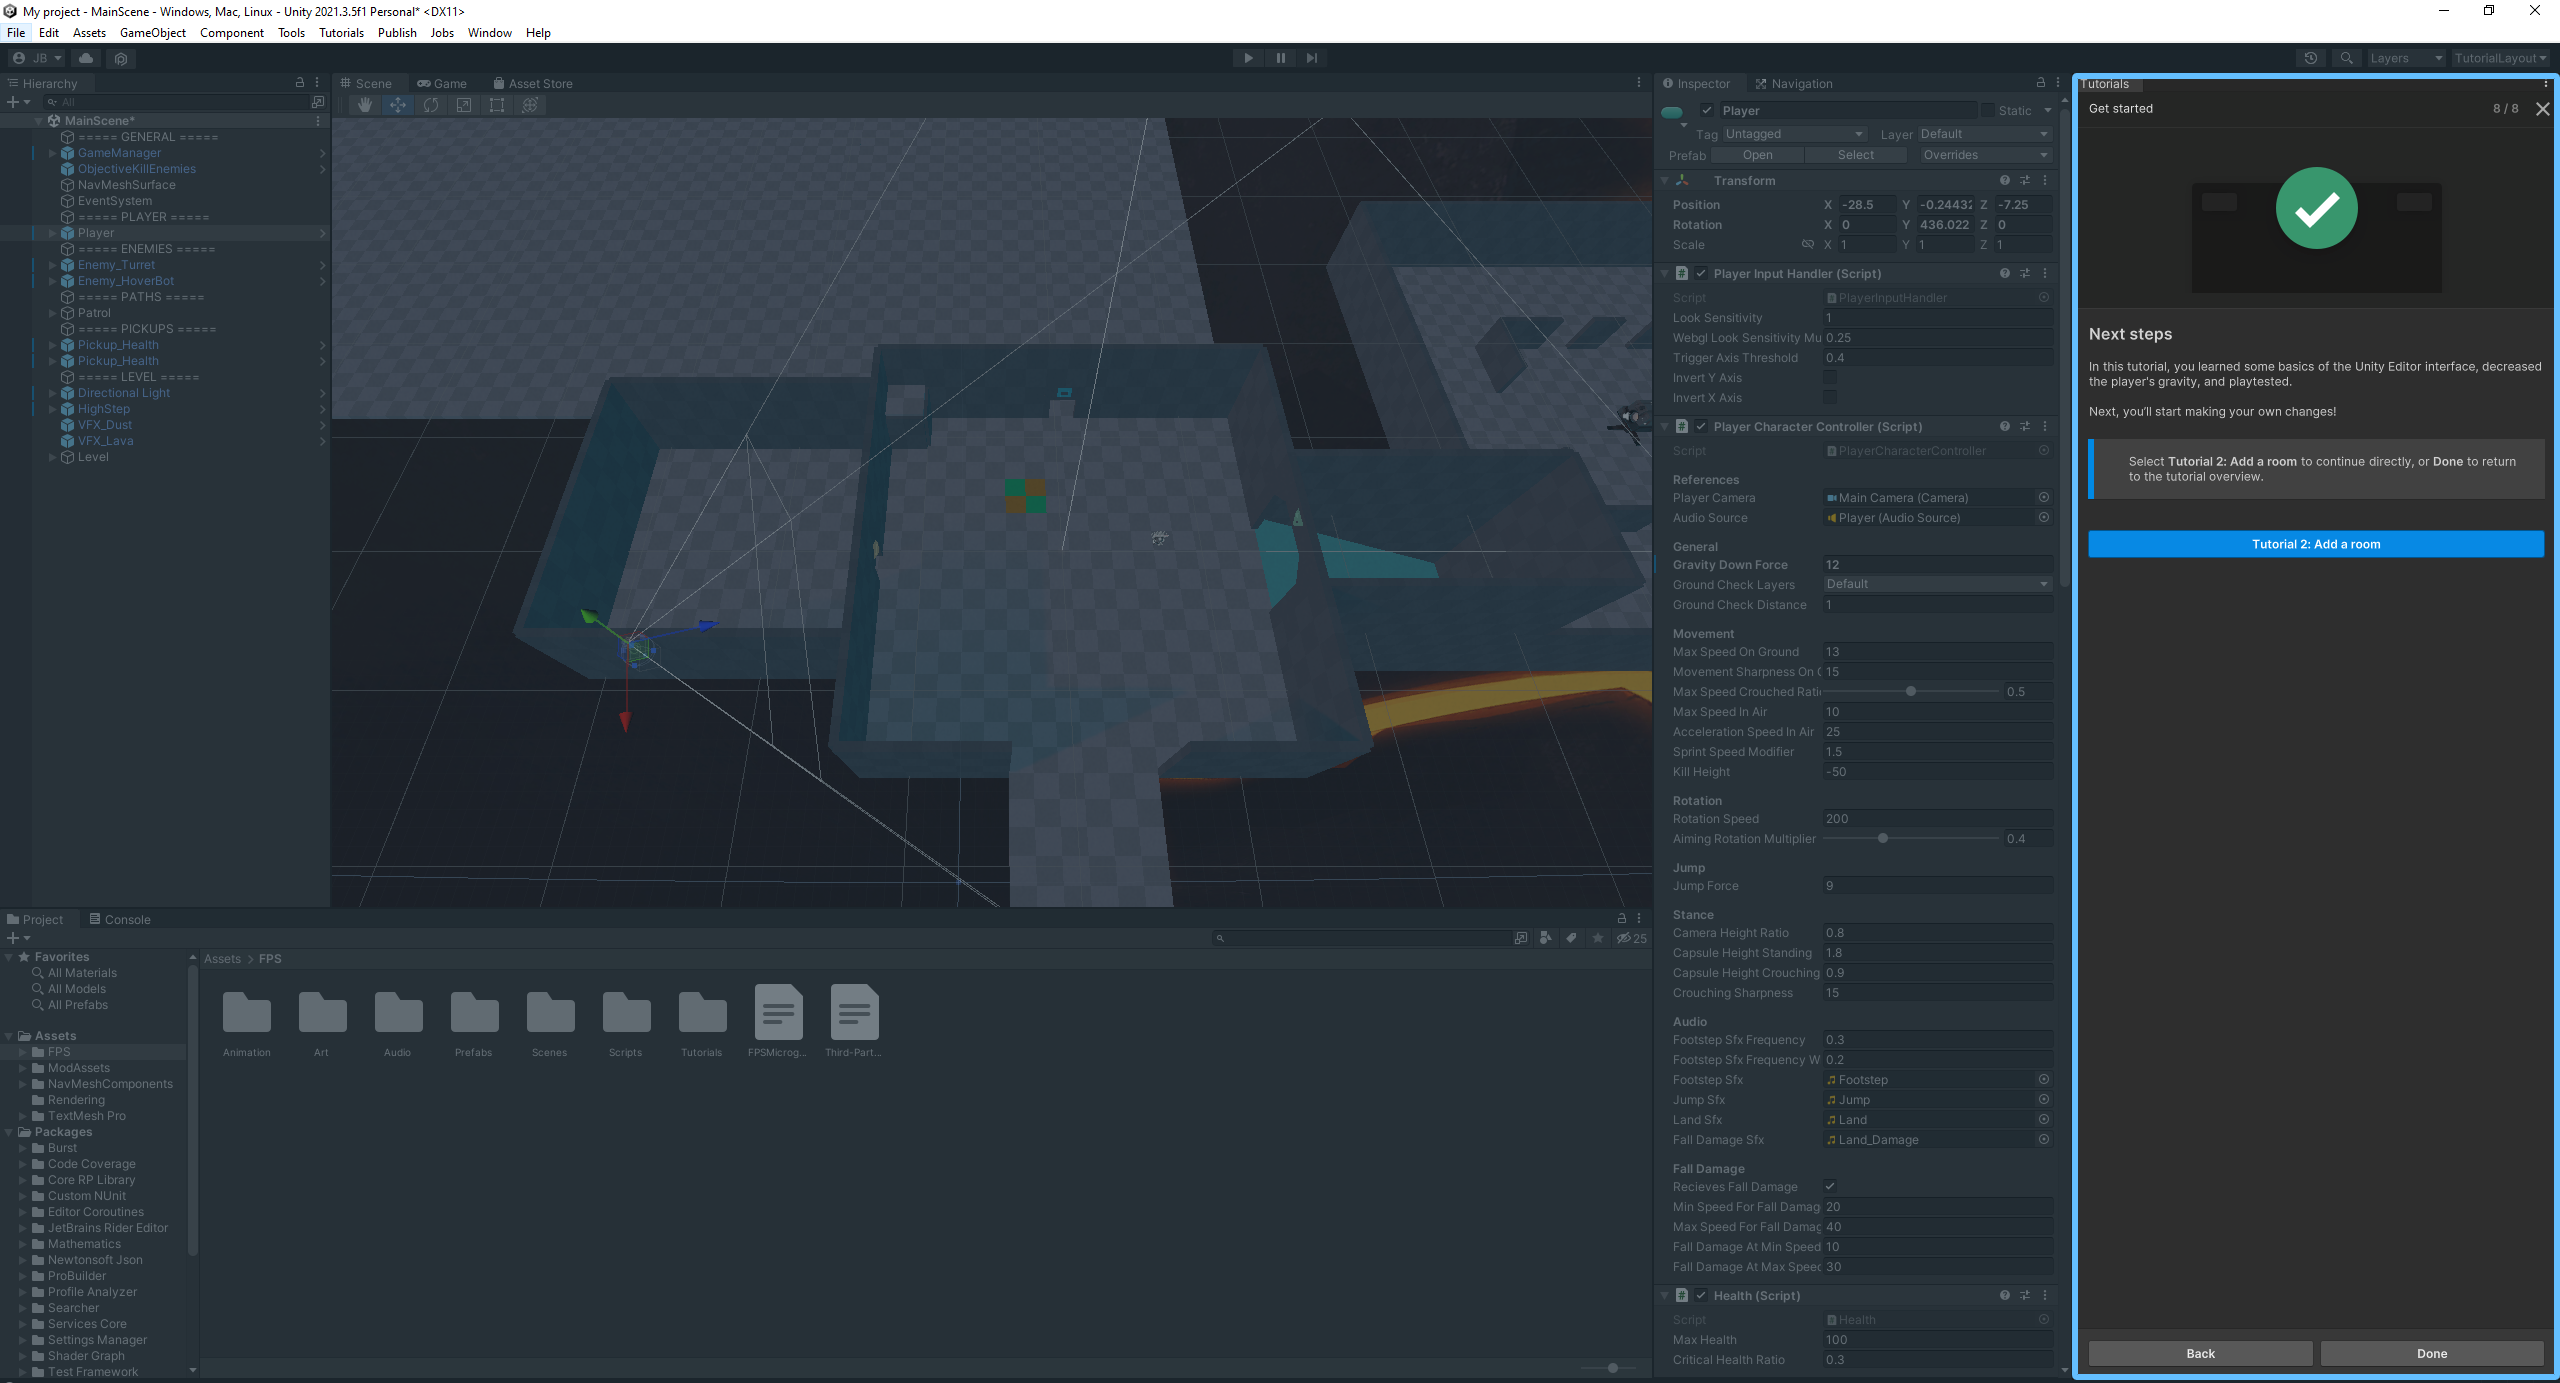 My project - MainScene - Windows, Mac, Linux - Unity 2021.3.5f1 Personal* <DX11>
File Edit Assets GameObject Component Tools Tutorials Publish Jobs Window Help
JB
Layers
TutorialLayout
Hierarchy
All
MainScene*
===== GENERAL =====
GameManager
ObjectiveKillEnemies
NavMeshSurface
EventSystem
===== PLAYER =====
Player
===== ENEMIES =====
Enemy_Turret
Enemy_HoverBot
===== PATHS =====
Patrol
===== PICKUPS =====
Pickup_Health
Pickup_Health
===== LEVEL =====
Directional Light
HighStep
VFX_Dust
VFX_Lava
Level
Scene Game Asset Store
Inspector Navigation
Player Static
Tag Untagged Layer Default
Prefab Open Select Overrides
Transform
Position X -28.5 Y -0.24432 Z -7.25
Rotation X 0 Y 436.022 Z 0
Scale X 1 Y 1 Z 1
Player Input Handler (Script)
Script PlayerInputHandler
Look Sensitivity 1
Webgl Look Sensitivity Mu 0.25
Trigger Axis Threshold 0.4
Invert Y Axis
Invert X Axis
Player Character Controller (Script)
Script PlayerCharacterController
References
Player Camera Main Camera (Camera)
Audio Source Player (Audio Source)
General
Gravity Down Force 12
Ground Check Layers Default
Ground Check Distance 1
Movement
Max Speed On Ground 13
Movement Sharpness On G 15
Max Speed Crouched Rati 0.5
Max Speed In Air 10
Acceleration Speed In Air 25
Sprint Speed Modifier 1.5
Kill Height -50
Rotation
Rotation Speed 200
Aiming Rotation Multiplier 0.4
Jump
Jump Force 9
Stance
Camera Height Ratio 0.8
Capsule Height Standing 1.8
Capsule Height Crouching 0.9
Crouching Sharpness 15
Audio
Footstep Sfx Frequency 0.3
Footstep Sfx Frequency W 0.2
Footstep Sfx Footstep
Jump Sfx Jump
Land Sfx Land
Fall Damage Sfx Land_Damage
Fall Damage
Recieves Fall Damage
Min Speed For Fall Damag 20
Max Speed For Fall Damag 40
Fall Damage At Min Speed 10
Fall Damage At Max Speed 30
Health (Script)
Script Health
Max Health 100
Critical Health Ratio 0.3
Tutorials
Get started 8 / 8
Next steps
In this tutorial, you learned some basics of the Unity Editor interface, decreased
the player's gravity, and playtested.
Next, you'll start making your own changes!
Select Tutorial 2: Add a room to continue directly, or Done to return
to the tutorial overview.
Tutorial 2: Add a room
Back Done
Project Console
25
Favorites
All Materials
All Models
All Prefabs
Assets
FPS
ModAssets
NavMeshComponents
Rendering
TextMesh Pro
Packages
Burst
Code Coverage
Core RP Library
Custom NUnit
Editor Coroutines
JetBrains Rider Editor
Mathematics
Newtonsoft Json
ProBuilder
Profile Analyzer
Searcher
Services Core
Settings Manager
Shader Graph
Test Framework
Assets > FPS
Animation Art Audio Prefabs Scenes Scripts Tutorials FPSMicrog... Third-Part...